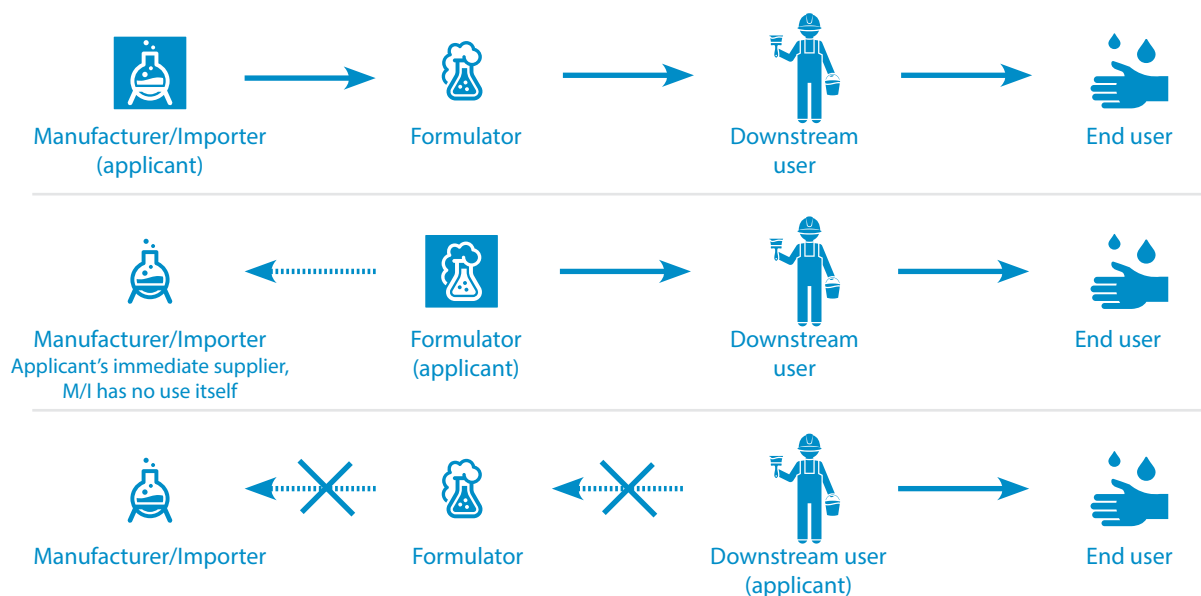 Manufacturer/Importer
(applicant)
Formulator
Downstream
user
End user
Manufacturer/Importer
Applicant’s immediate supplier,
M/I has no use itself
Formulator
(applicant)
Downstream
user
End user
Manufacturer/Importer
Formulator
Downstream user
(applicant)
End user